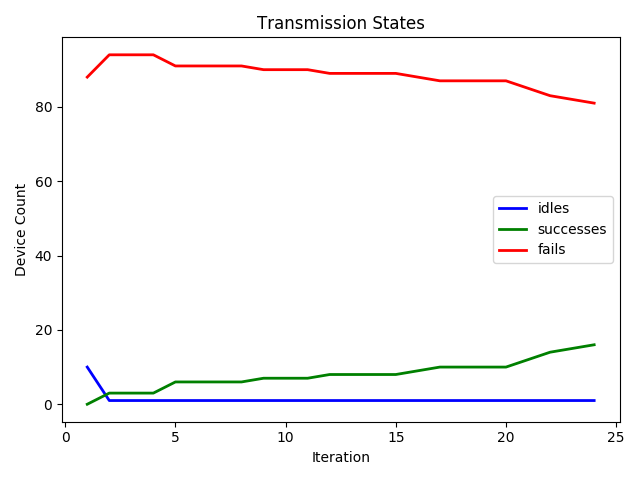 Transmission States
Device Count
80
60
40
20
0
idles
successes
fails
0 5 10 15 20 25
Iteration